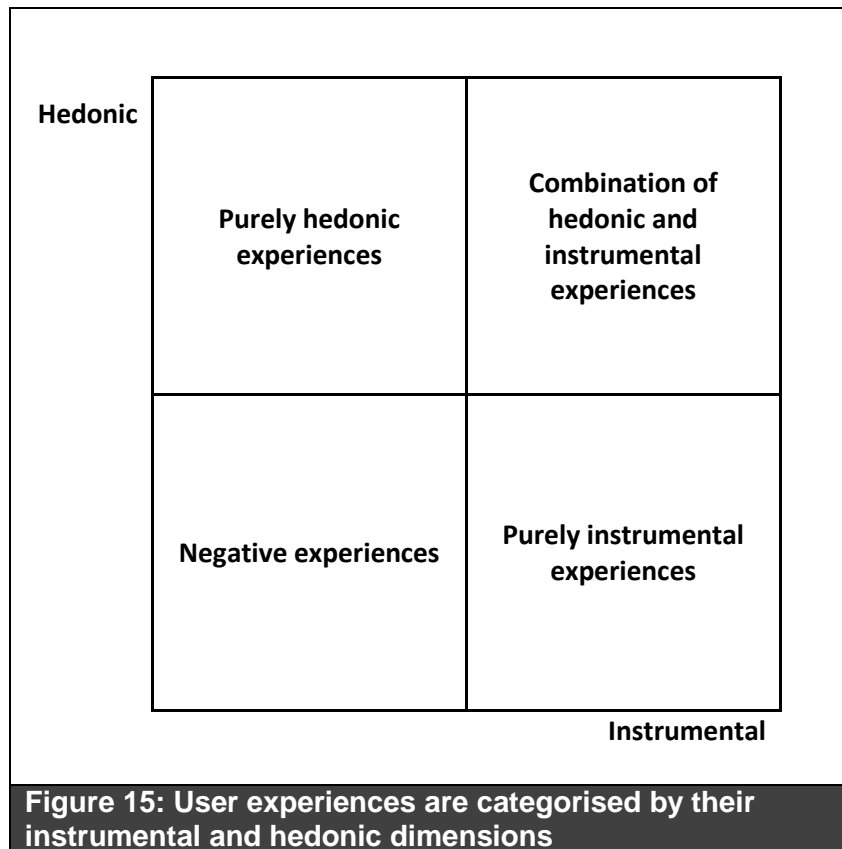 Hedonic
Purely hedonic
experiences
Combination of
hedonic and
instrumental
experiences
Negative experiences
Purely instrumental
experiences
Instrumental
Figure 15: User experiences are categorised by their
instrumental and hedonic dimensions